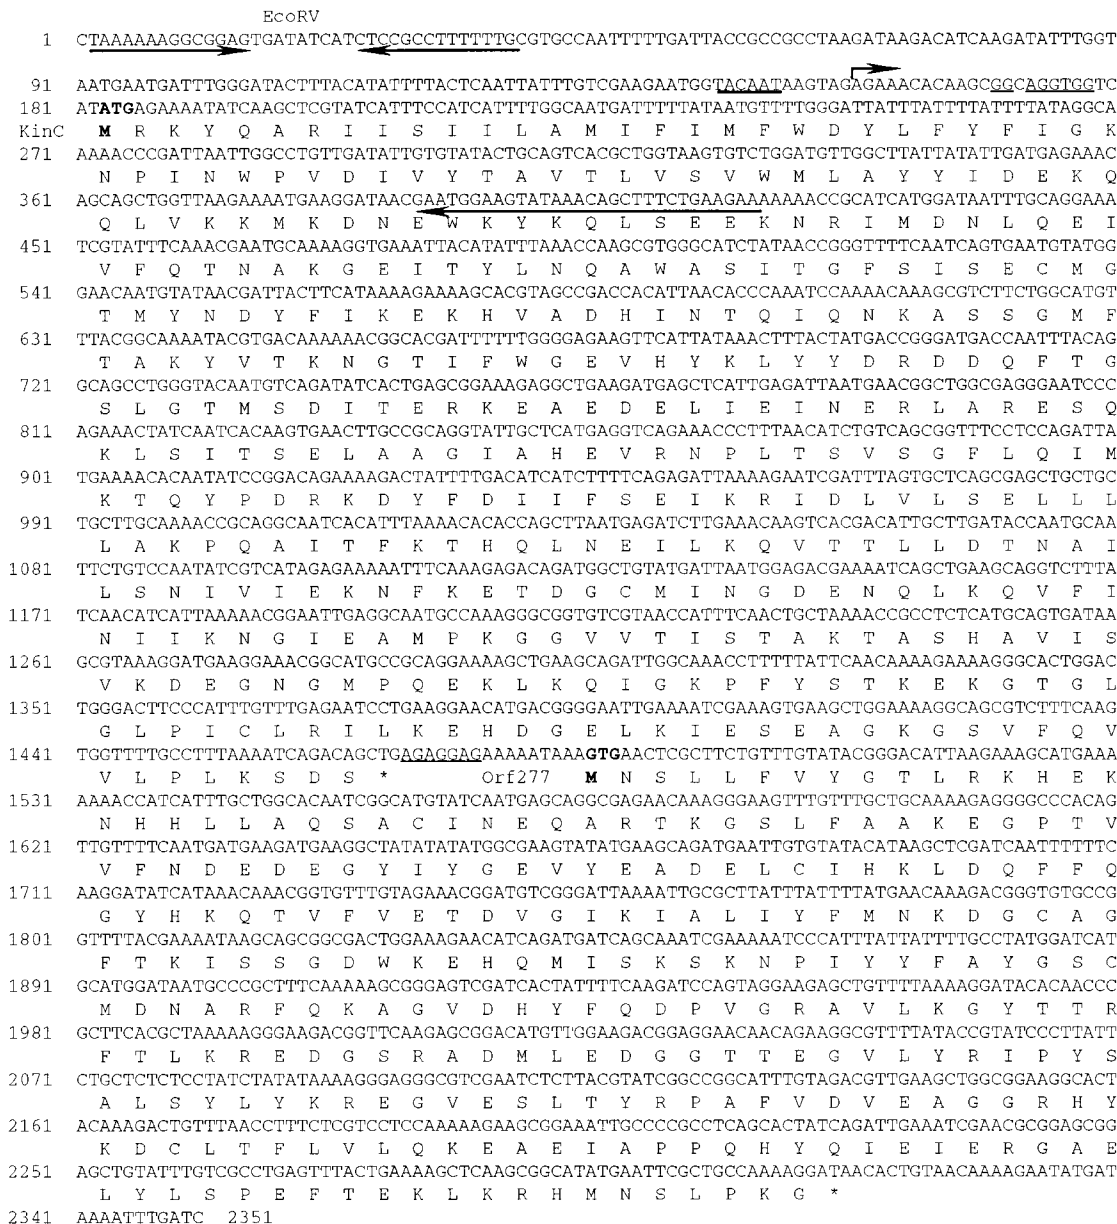 EcoRV
1 CTAAAAAAGGCGGAGTGATATCATCTCCGCCTTTTTTGCGTGCCAATTTTTGATTACCGCCGCCTAAGATAAGACATCAAGATATTTGGT
91 AATGAATGATTTGGGATACTTTACATATTTTACTCAATTATTTGTCGAAGAATGGTACAATAAGTAGAGAAACACAAGCGGCAGGTGGTC
181 ATATGAGAAAATATCAAGCTCGTATCATTTCCATCATTTTGGCAATGATTTTTATAATGTTTTGGGATTATTTATTTTATTTTATAGGCA
KinC M R K Y Q A R I I S I I L A M I F I M F W D Y L F Y F I G K
271 AAAACCCGATTAATTGGCCTGTTGATATTGTGTATACTGCAGTCACGCTGGTAAGTGTCTGGATGTTGGCTTATTATATTGATGAGAAAC
N P I N W P V D I V Y T A V T L V S V W M L A Y Y I D E K Q
361 AGCAGCTGGTTAAGAAAATGAAGGATAACGAATGGAAGTATAAACAGCTTTCTGAAGAAAAAAACCGCATCATGGATAATTTGCAGGAAA
Q L V K K M K D N E W K Y K Q L S E E K N R I M D N L Q E I
451 TCGTATTTCAAACGAATGCAAAAGGTGAAATTACATATTTAAACCAAGCGTGGGCATCTATAACCGGGTTTTCAATCAGTGAATGTATGG
V F Q T N A K G E I T Y L N Q A W A S I T G F S I S E C M G
541 GAACAATGTATAACGATTACTTCATAAAAGAAAAGCACGTAGCCGACCACATTAACACCCAAATCCAAAACAAAGCGTCTTCTGGCATGT
T M Y N D Y F I K E K H V A D H I N T Q I Q N K A S S G M F
631 TTACGGCAAAATACGTGACAAAAAACGGCACGATTTTTTGGGGAGAAGTTCATTATAAACTTTACTATGACCGGGATGACCAATTTACAG
T A K Y V T K N G T I F W G E V H Y K L Y Y D R D D Q F T G
721 GCAGCCTGGGTACAATGTCAGATATCACTGAGCGGAAAGAGGCTGAAGATGAGCTCATTGAGATTAATGAACGGCTGGCGAGGGAATCCC
S L G T M S D I T E R K E A E D E L I E I N E R L A R E S Q
811 AGAAACTATCAATCACAAGTGAACTTGCCGCAGGTATTGCTCATGAGGTCAGAAACCCTTTAACATCTGTCAGCGGTTTCCTCCAGATTA
K L S I T S E L A A G I A H E V R N P L T S V S G F L Q I M
901 TGAAAACACAATATCCGGACAGAAAAGACTATTTTGACATCATCTTTTCAGAGATTAAAAGAATCGATTTAGTGCTCAGCGAGCTGCTGC
K T Q Y P D R K D Y F D I I F S E I K R I D L V L S E L L L
991 TGCTTGCAAAACCGCAGGCAATCACATTTAAAACACACCAGCTTAATGAGATCTTGAAACAAGTCACGACATTGCTTGATACCAATGCAA
L A K P Q A I T F K T H Q L N E I L K Q V T T L L D T N A I
1081 TTCTGTCCAATATCGTCATAGAGAAAAATTTCAAAGAGACAGATGGCTGTATGATTAATGGAGACGAAAATCAGCTGAAGCAGGTCTTTA
L S N I V I E K N F K E T D G C M I N G D E N Q L K Q V F I
1171 TCAACATCATTAAAAACGGAATTGAGGCAATGCCAAAGGGCGGTGTCGTAACCATTTCAACTGCTAAAACCGCCTCTCATGCAGTGATAA
N I I K N G I E A M P K G G V V T I S T A K T A S H A V I S
1261 GCGTAAAGGATGAAGGAAACGGCATGCCGCAGGAAAAGCTGAAGCAGATTGGCAAACCTTTTTATTCAACAAAAGAAAAGGGCACTGGAC
V K D E G N G M P Q E K L K Q I G K P F Y S T K E K G T G L
1351 TGGGACTTCCCATTTGTTTGAGAATCCTGAAGGAACATGACGGGGAATTGAAAATCGAAAGTGAAGCTGGAAAAGGCAGCGTCTTTCAAG
G L P I C L R I L K E H D G E L K I E S E A G K G S V F Q V
1441 TGGTTTTGCCTTTAAAATCAGACAGCTGAGAGGAGAAAAATAAAGTGAACTCGCTTCTGTTTGTATACGGGACATTAAGAAAGCATGAAA
V L P L K S D S * Orf277 M N S L L F V Y G T L R K H E K
1531 AAAACCATCATTTGCTGGCACAATCGGCATGTATCAATGAGCAGGCGAGAACAAAGGGAAGTTTGTTTGCTGCAAAAGAGGGGCCCACAG
N H H L L A Q S A C I N E Q A R T K G S L F A A K E G P T V
1621 TTGTTTTCAATGATGAAGATGAAGGCTATATATATGGCGAAGTATATGAAGCAGATGAATTGTGTATACATAAGCTCGATCAATTTTTTC
V F N D E D E G Y I Y G E V Y E A D E L C I H K L D Q F F Q
1711 AAGGATATCATAAACAAACGGTGTTTGTAGAAACGGATGTCGGGATTAAAATTGCGCTTATTTATTTTATGAACAAAGACGGGTGTGCCG
G Y H K Q T V F V E T D V G I K I A L I Y F M N K D G C A G
1801 GTTTTACGAAAATAAGCAGCGGCGACTGGAAAGAACATCAGATGATCAGCAAATCGAAAAATCCCATTTATTATTTTGCCTATGGATCAT
F T K I S S G D W K E H Q M I S K S K N P I Y Y F A Y G S C
1891 GCATGGATAATGCCCGCTTTCAAAAAGCGGGAGTCGATCACTATTTTCAAGATCCAGTAGGAAGAGCTGTTTTAAAAGGATACACAACCC
M D N A R F Q K A G V D H Y F Q D P V G R A V L K G Y T T R
1981 GCTTCACGCTAAAAAGGGAAGACGGTTCAAGAGCGGACATGTTGGAAGACGGAGGAACAACAGAAGGCGTTTTATACCGTATCCCTTATT
F T L K R E D G S R A D M L E D G G T T E G V L Y R I P Y S
2071 CTGCTCTCTCCTATCTATATAAAAGGGAGGGCGTCGAATCTCTTACGTATCGGCCGGCATTTGTAGACGTTGAAGCTGGCGGAAGGCACT
A L S Y L Y K R E G V E S L T Y R P A F V D V E A G G R H Y
2161 ACAAAGACTGTTTAACCTTTCTCGTCCTCCAAAAAGAAGCGGAAATTGCCCCGCCTCAGCACTATCAGATTGAAATCGAACGCGGAGCGG
K D C L T F L V L Q K E A E I A P P Q H Y Q I E I E R G A E
2251 AGCTGTATTTGTCGCCTGAGTTTACTGAAAAGCTCAAGCGGCATATGAATTCGCTGCCAAAAGGATAACACTGTAACAAAAGAATATGAT
L Y L S P E F T E K L K R H M N S L P K G *
2341 AAAATTTGATC 2351